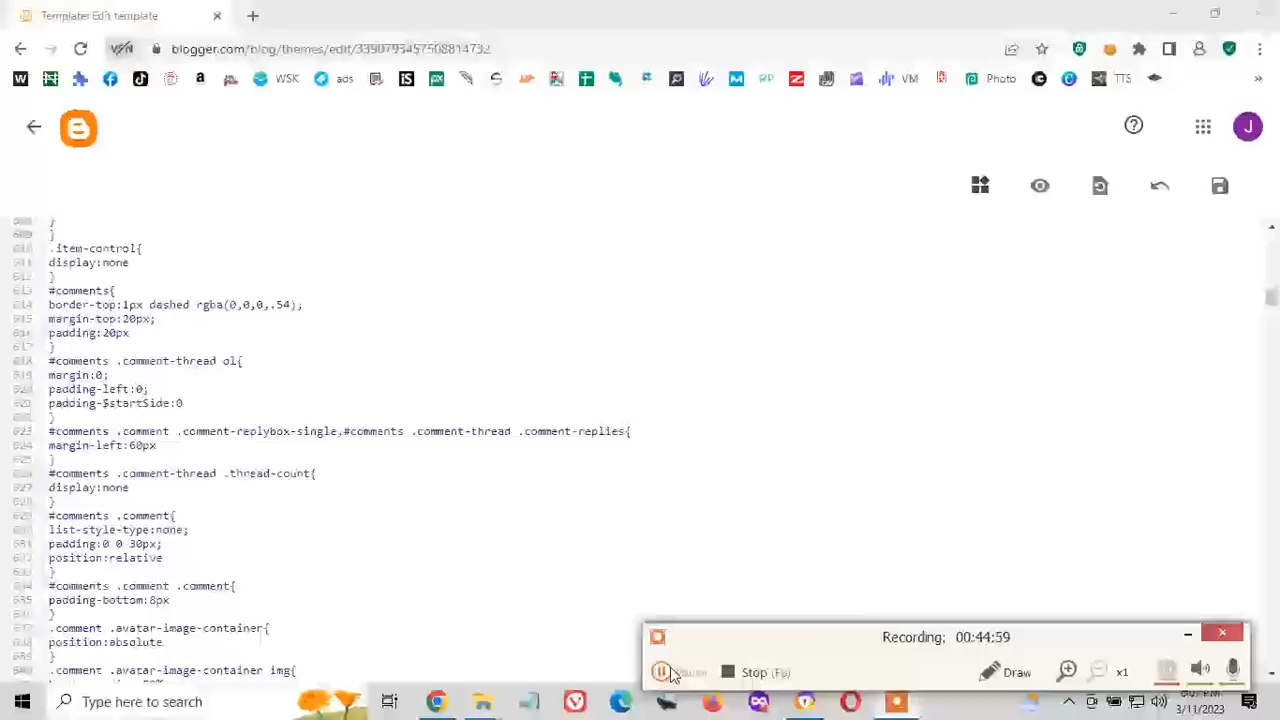 Templater Edit template
blogger.com/blog/themes/edit/3390793457508814732
WSK ads VM Photo TTS
J
}
}
.item-control{
display:none
}
#comments{
border-top:1px dashed rgba(0,0,0,.54);
margin-top:20px;
padding:20px
}
#comments .comment-thread ol{
margin:0;
padding-left:0;
padding-$startSide:0
}
#comments .comment .comment-replybox-single,#comments .comment-thread .comment-replies{
margin-left:60px
}
#comments .comment-thread .thread-count{
display:none
}
#comments .comment{
list-style-type:none;
padding:0 0 30px;
position:relative
}
#comments .comment .comment{
padding-bottom:8px
}
.comment .avatar-image-container{
position:absolute
}
.comment .avatar-image-container img{
Recording; 00:44:59
Stop Draw x1
Type here to search
3/11/2023